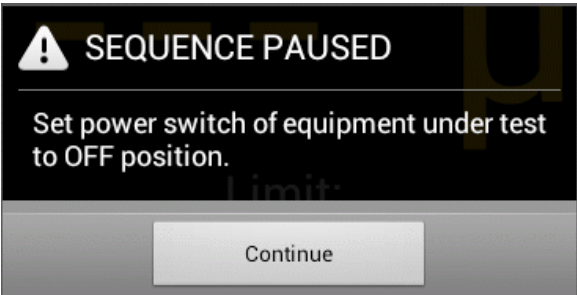 SEQUENCE PAUSED
Set power switch of equipment under test
to OFF position.
Limit:
Continue